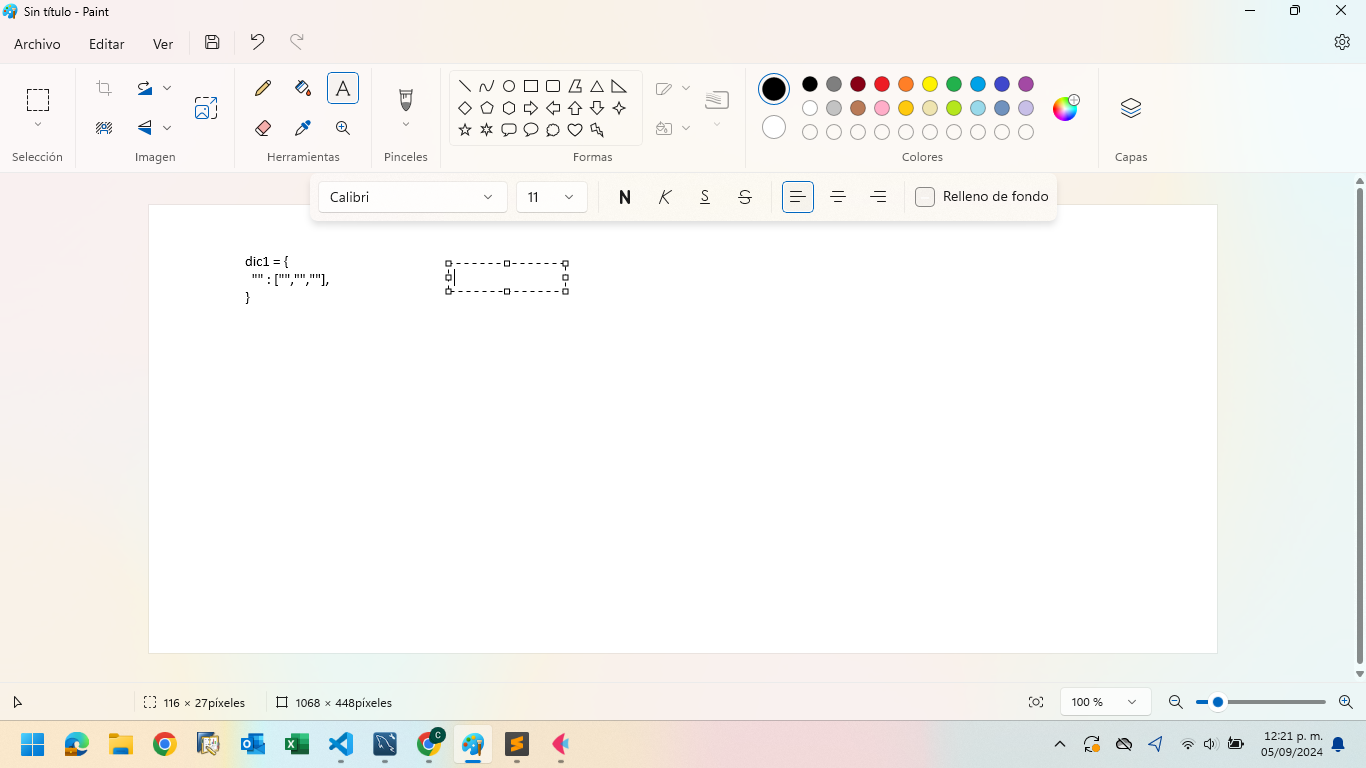 Sin título - Paint
Archivo Editar Ver
A
Selección Imagen Herramientas Pinceles Formas Colores Capas
Calibri 11 N K S S Relleno de fondo
dic1 = {
"" : ["","",""],
}
116 × 27píxeles 1068 × 448píxeles 100 %
C
12:21 p. m.
05/09/2024